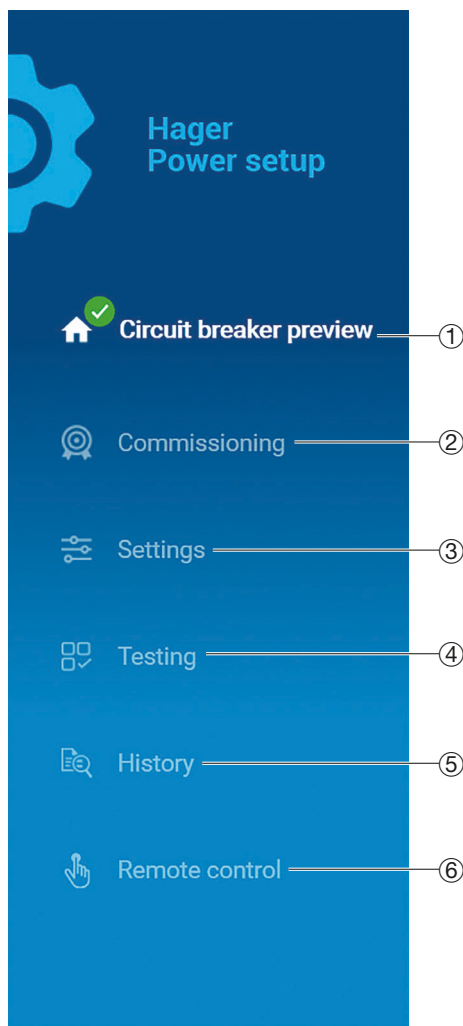 Hager
Power setup
Circuit breaker preview ①
Commissioning ②
Settings ③
Testing ④
History ⑤
Remote control ⑥